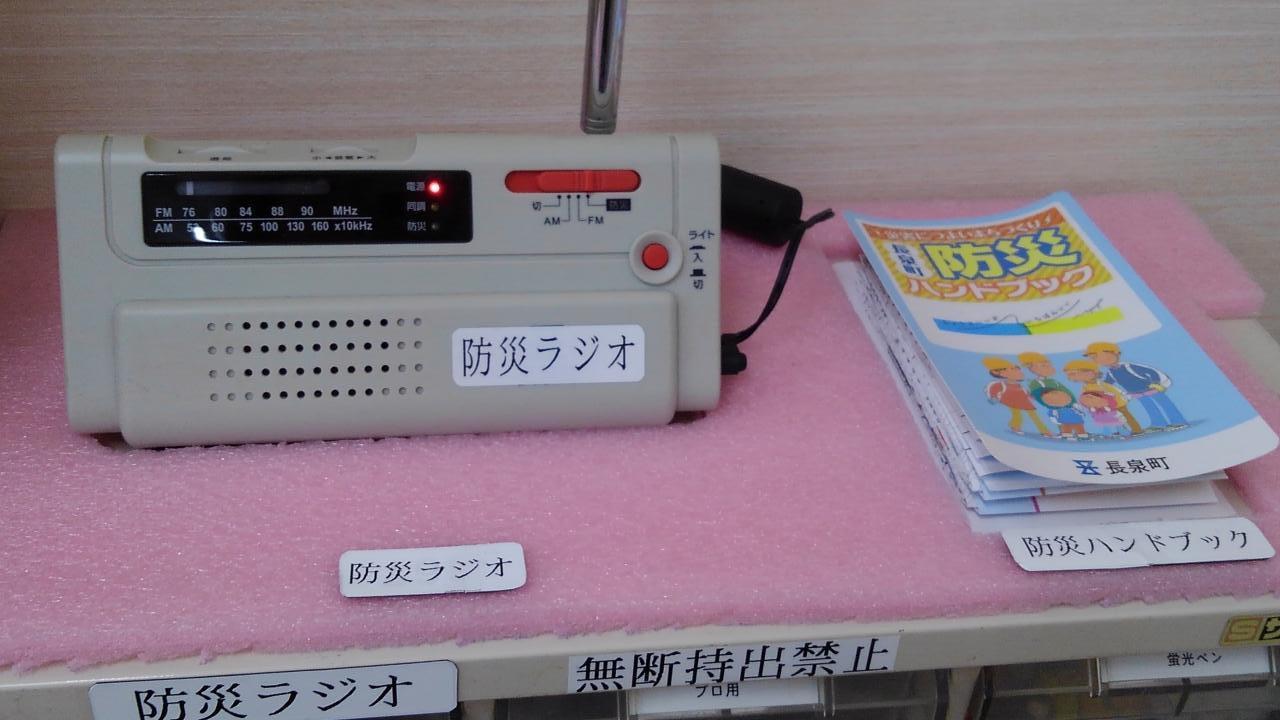 電源
FM 76 80 84 88 90 MHz
同調
AM 53 60 75 100 130 160 x10kHz
防災
切 防災
AM FM
ライト
入
切
防災ラジオ
長泉町
防災
ハンドブック
長泉町
防災ハンドブック
防災ラジオ
防災ラジオ
無断持出禁止
プロ用
蛍光ペン